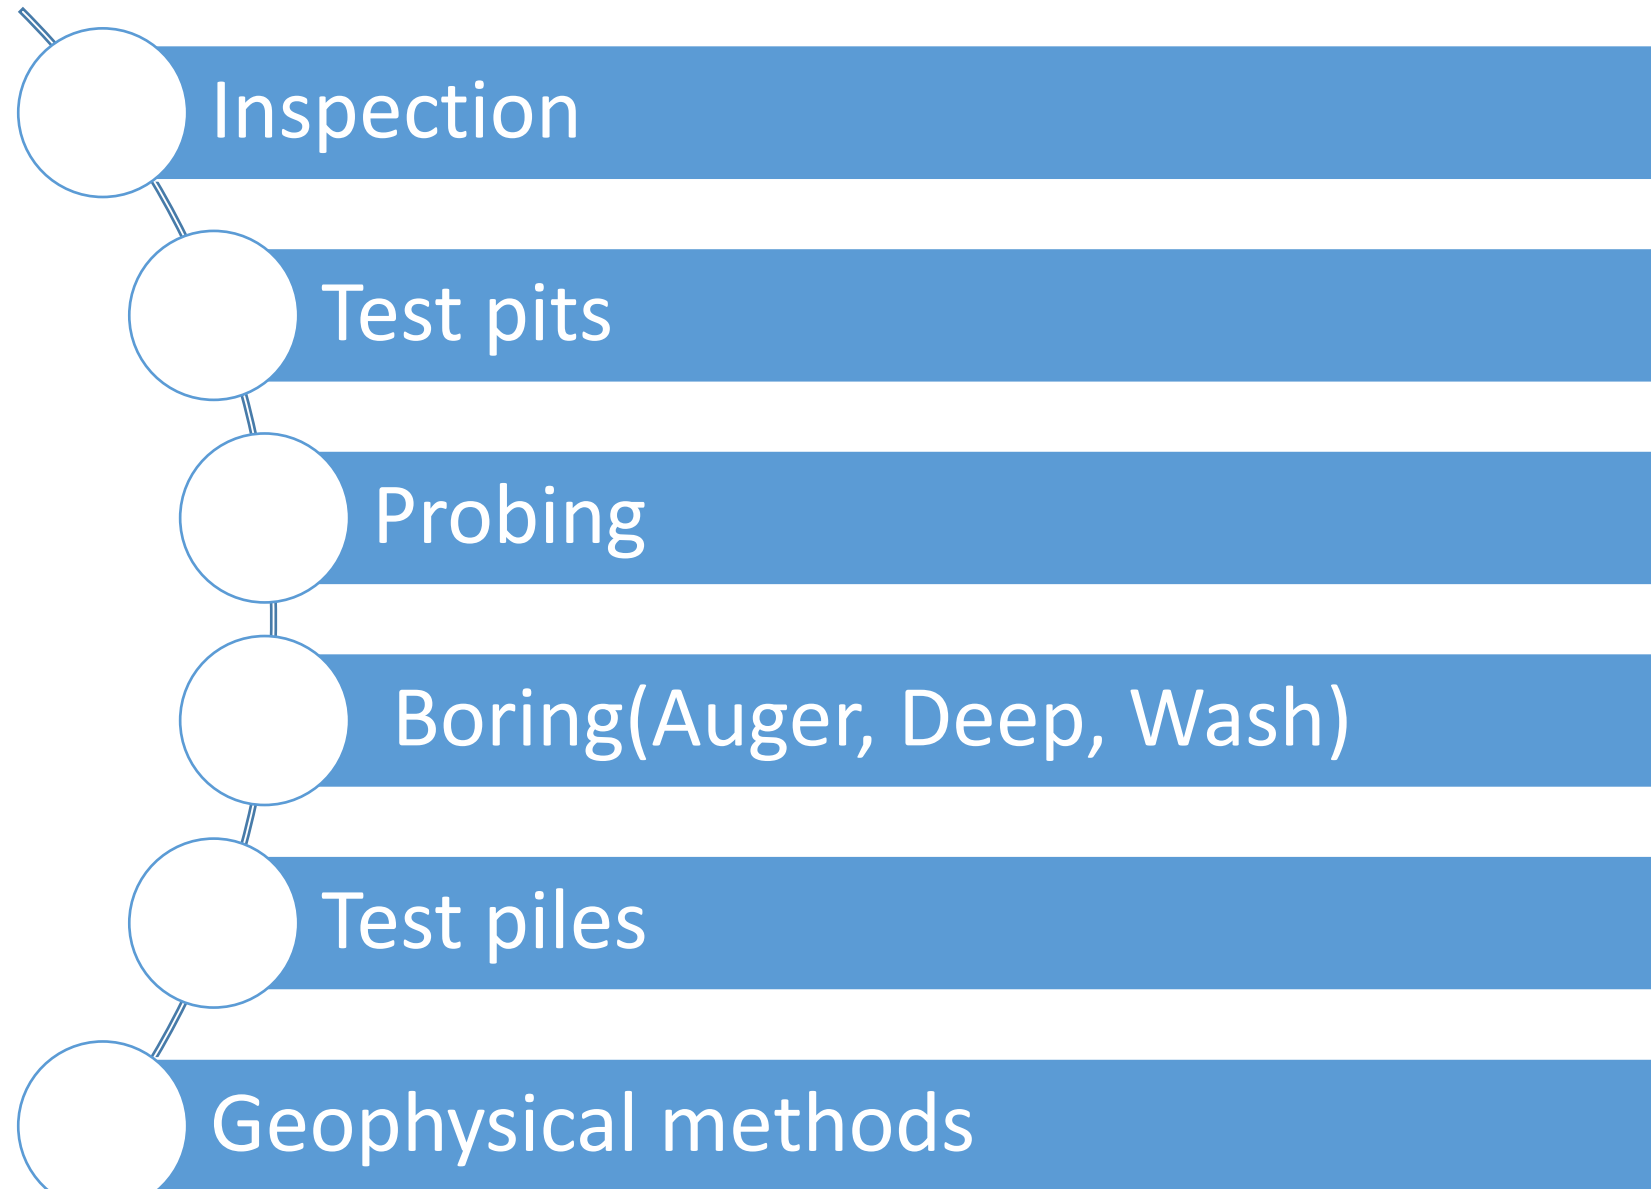 Inspection
Test pits
Probing
Boring(Auger, Deep, Wash)
Test piles
Geophysical methods